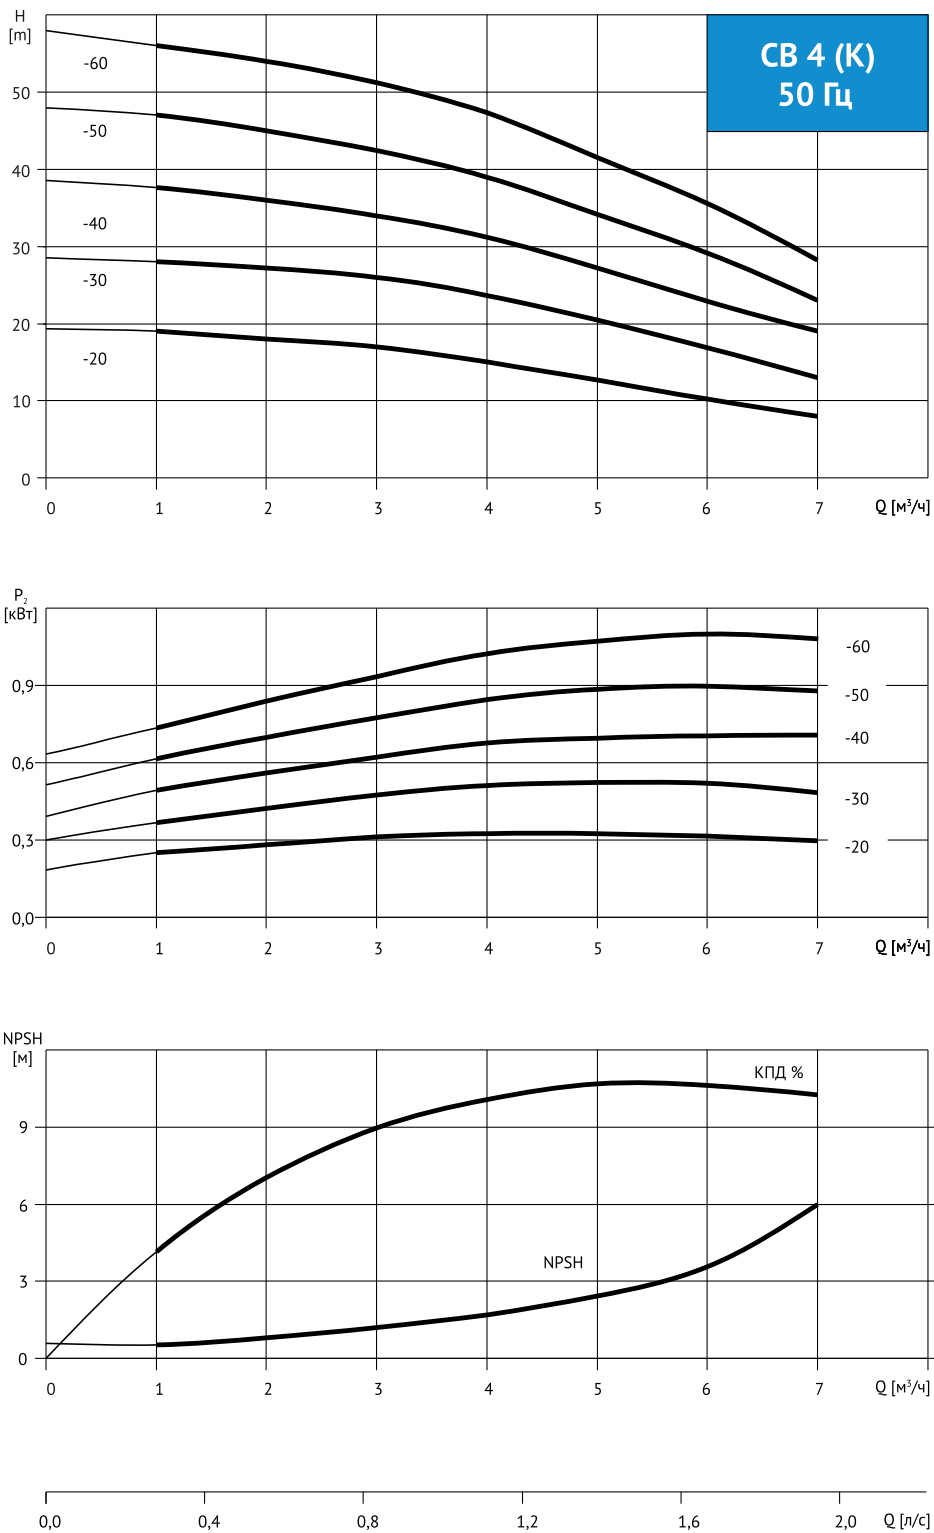 H
[m]
СВ 4 (К)
50 Гц
-60
50
-50
40
-40
30
-30
20
-20
10
0
0 1 2 3 4 5 6 7 Q [м³/ч]
P₂
[кВт]
-60
0,9
-50
-40
0,6
-30
0,3
-20
0,0
0 1 2 3 4 5 6 7 Q [м³/ч]
NPSH
[м]
КПД %
9
6
NPSH
3
0
0 1 2 3 4 5 6 7 Q [м³/ч]
0,0 0,4 0,8 1,2 1,6 2,0 Q [л/с]